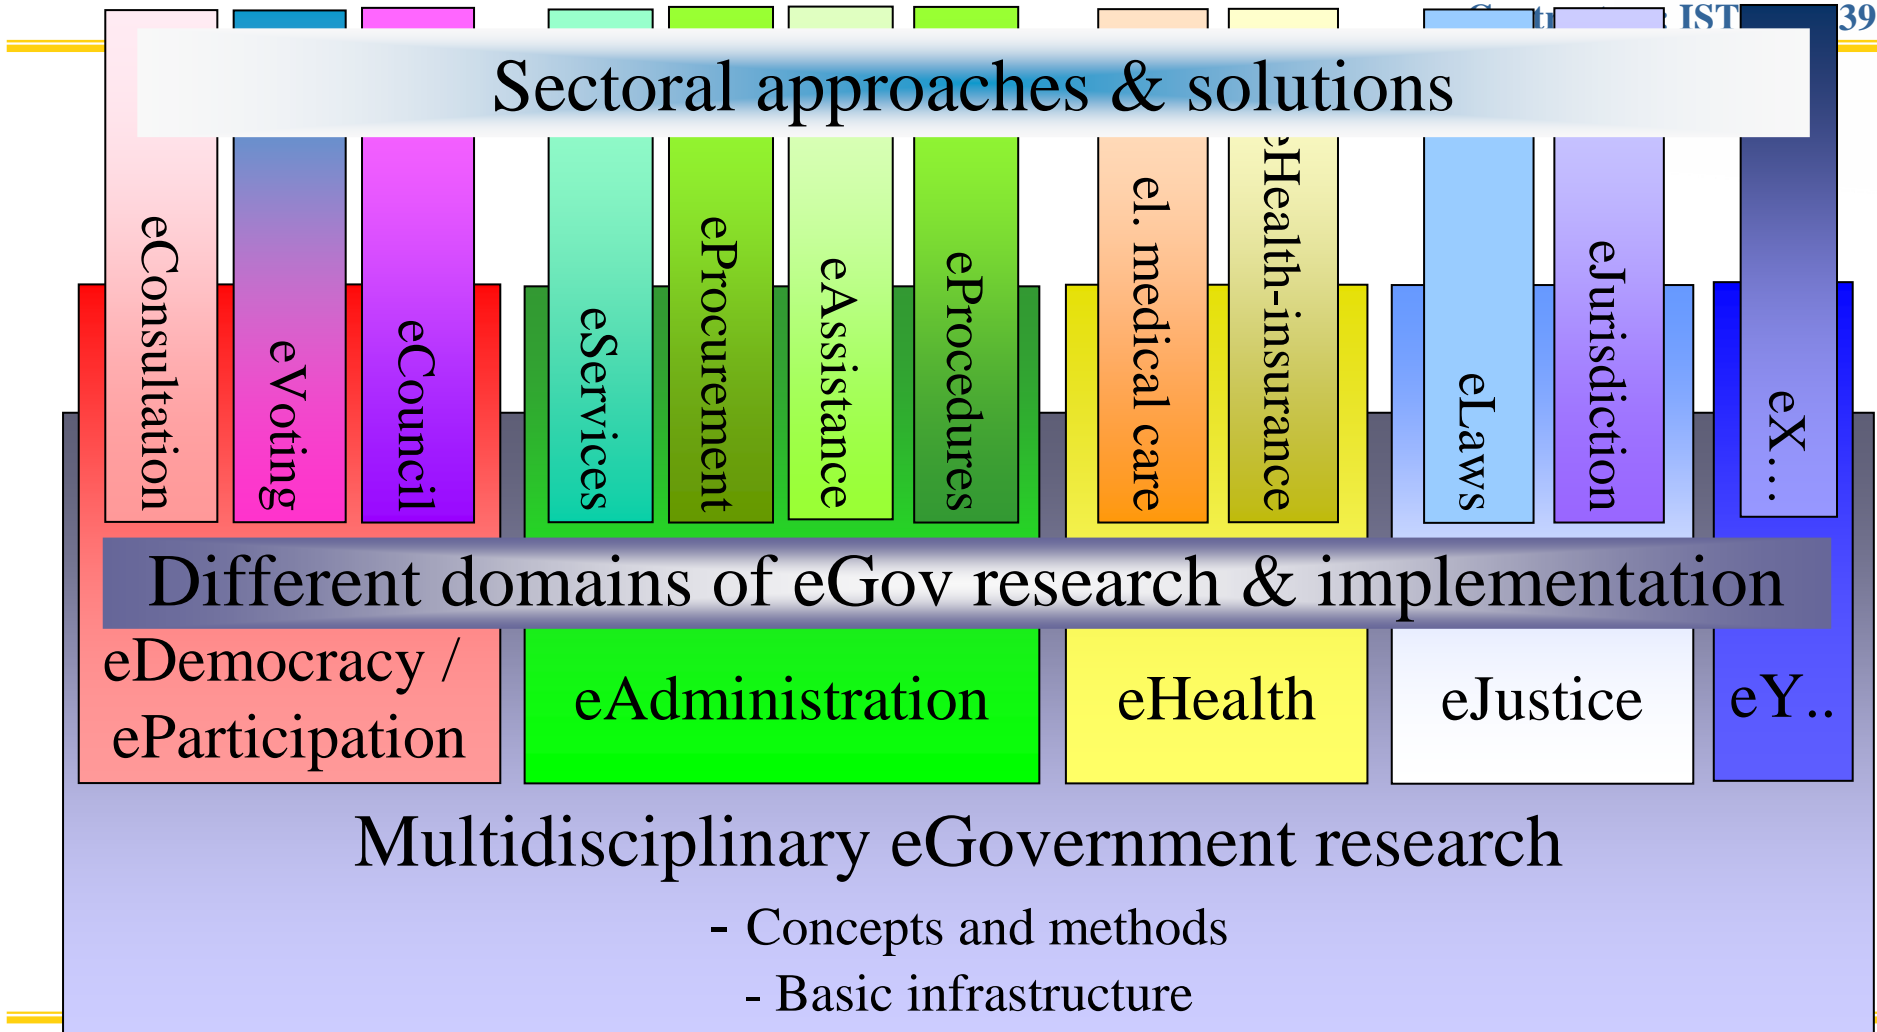 IST
39
Sectoral approaches & solutions
eConsultation
eVoting
eCouncil
eServices
eProcurement
eAssistance
eProcedures
el. medical care
eHealth-insurance
eLaws
eJurisdiction
eX…
Different domains of eGov research & implementation
eDemocracy /
eParticipation
eAdministration
eHealth
eJustice
eY..
Multidisciplinary eGovernment research
- Concepts and methods
- Basic infrastructure